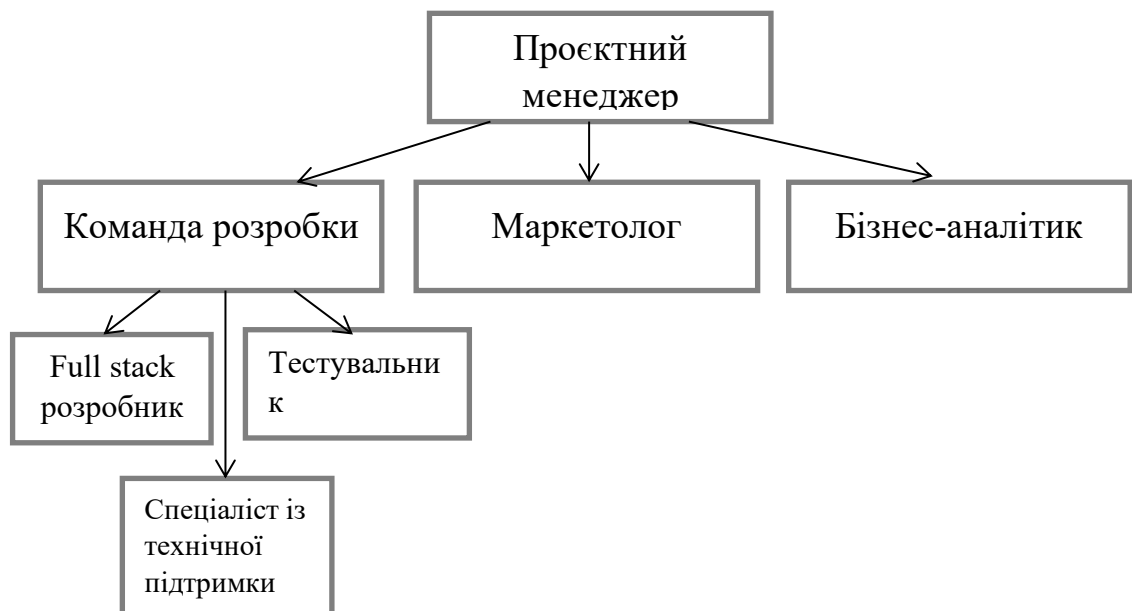 Проєктний
менеджер
Команда розробки
Маркетолог
Бізнес-аналітик
Full stack
розробник
Тестувальни
к
Спеціаліст із
технічної
підтримки